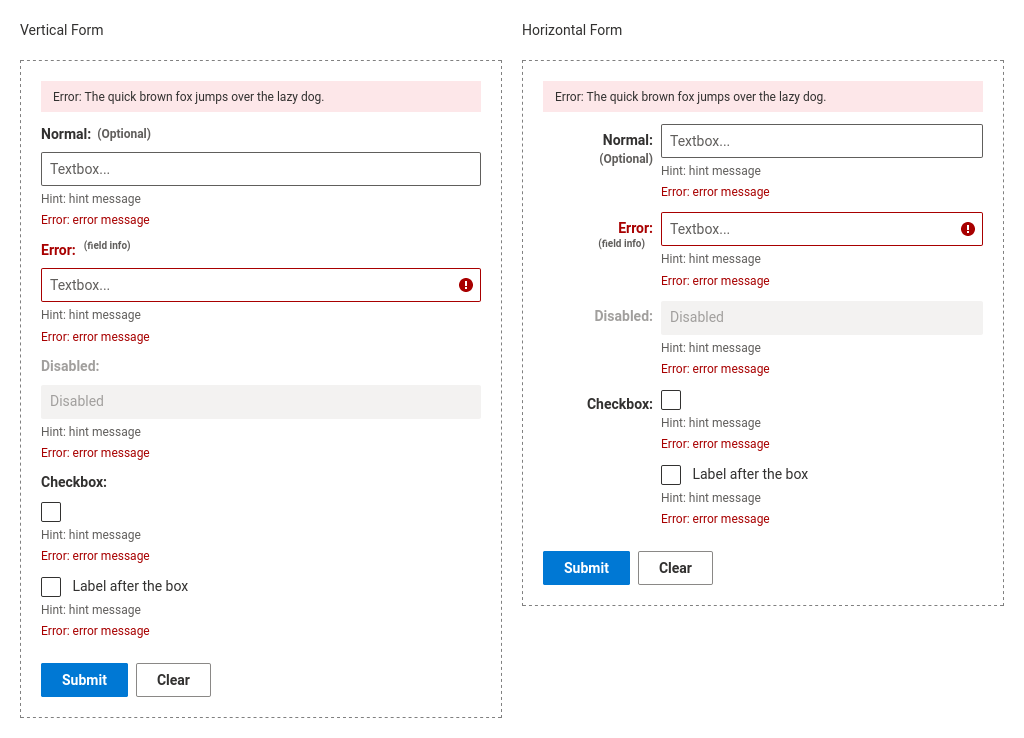 Vertical Form
Error: The quick brown fox jumps over the lazy dog.
Normal: (Optional)
Textbox...
Hint: hint message
Error: error message
Error: (field info)
Textbox...
Hint: hint message
Error: error message
Disabled:
Disabled
Hint: hint message
Error: error message
Checkbox:
Hint: hint message
Error: error message
Label after the box
Hint: hint message
Error: error message
Submit Clear
Horizontal Form
Error: The quick brown fox jumps over the lazy dog.
Normal: Textbox...
(Optional)
Hint: hint message
Error: error message
Error: Textbox...
(field info)
Hint: hint message
Error: error message
Disabled: Disabled
Hint: hint message
Error: error message
Checkbox:
Hint: hint message
Error: error message
Label after the box
Hint: hint message
Error: error message
Submit Clear